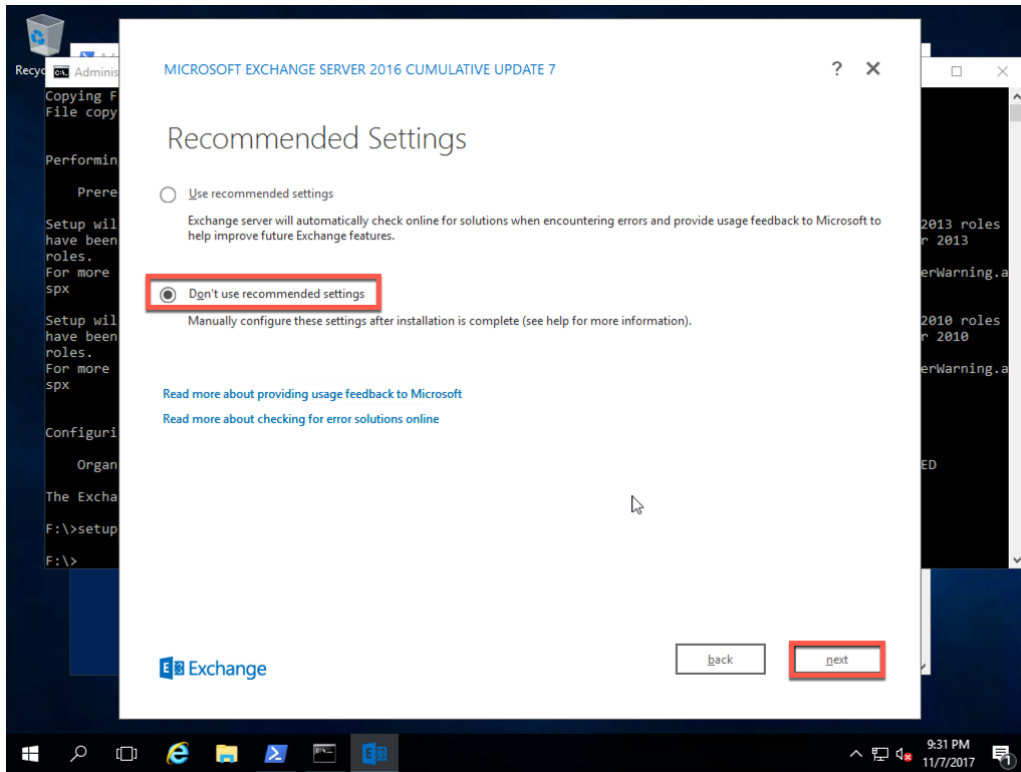 Recyc
Adminis
MICROSOFT EXCHANGE SERVER 2016 CUMULATIVE UPDATE 7
?
Recommended Settings
Use recommended settings
Exchange server will automatically check online for solutions when encountering errors and provide usage feedback to Microsoft to
help improve future Exchange features.
Don't use recommended settings
Manually configure these settings after installation is complete (see help for more information).
Read more about providing usage feedback to Microsoft
Read more about checking for error solutions online
Exchange
back
next
Copying F
File copy
Performin
Prere
Setup wil 2013 roles
have been r 2013
roles.
For more erWarning.a
spx
Setup wil 2010 roles
have been r 2010
roles.
For more erWarning.a
spx
Configuri
Organ ED
The Excha
F:\>setup
F:\>
9:31 PM
11/7/2017
1